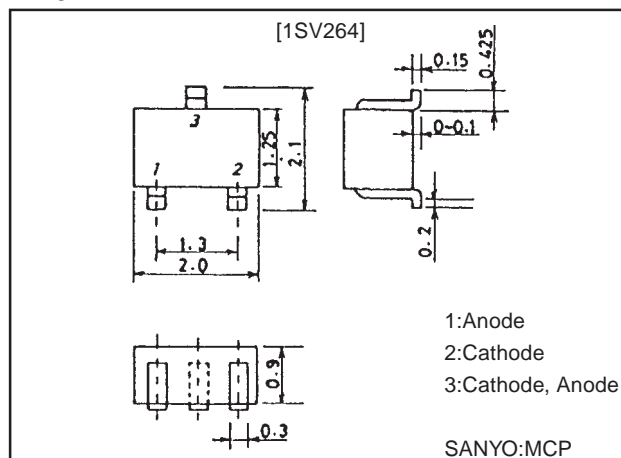 [1SV264]
0.15
0.425
3
1.25
2.1
0~0.1
1
2
1.3
2.0
0.2
0.9
0.3
1:Anode
2:Cathode
3:Cathode, Anode
SANYO:MCP